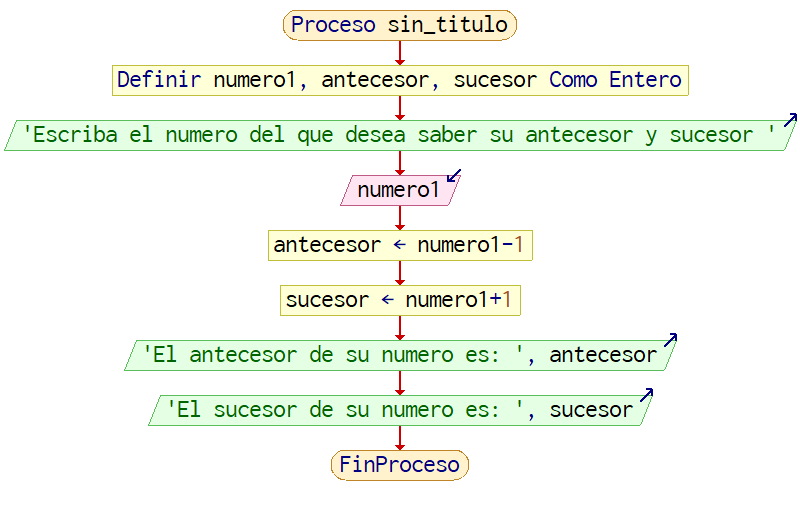 Proceso sin_titulo
Definir numero1, antecesor, sucesor Como Entero
'Escriba el numero del que desea saber su antecesor y sucesor '
numero1
antecesor ← numero1-1
sucesor ← numero1+1
'El antecesor de su numero es: ', antecesor
'El sucesor de su numero es: ', sucesor
FinProceso